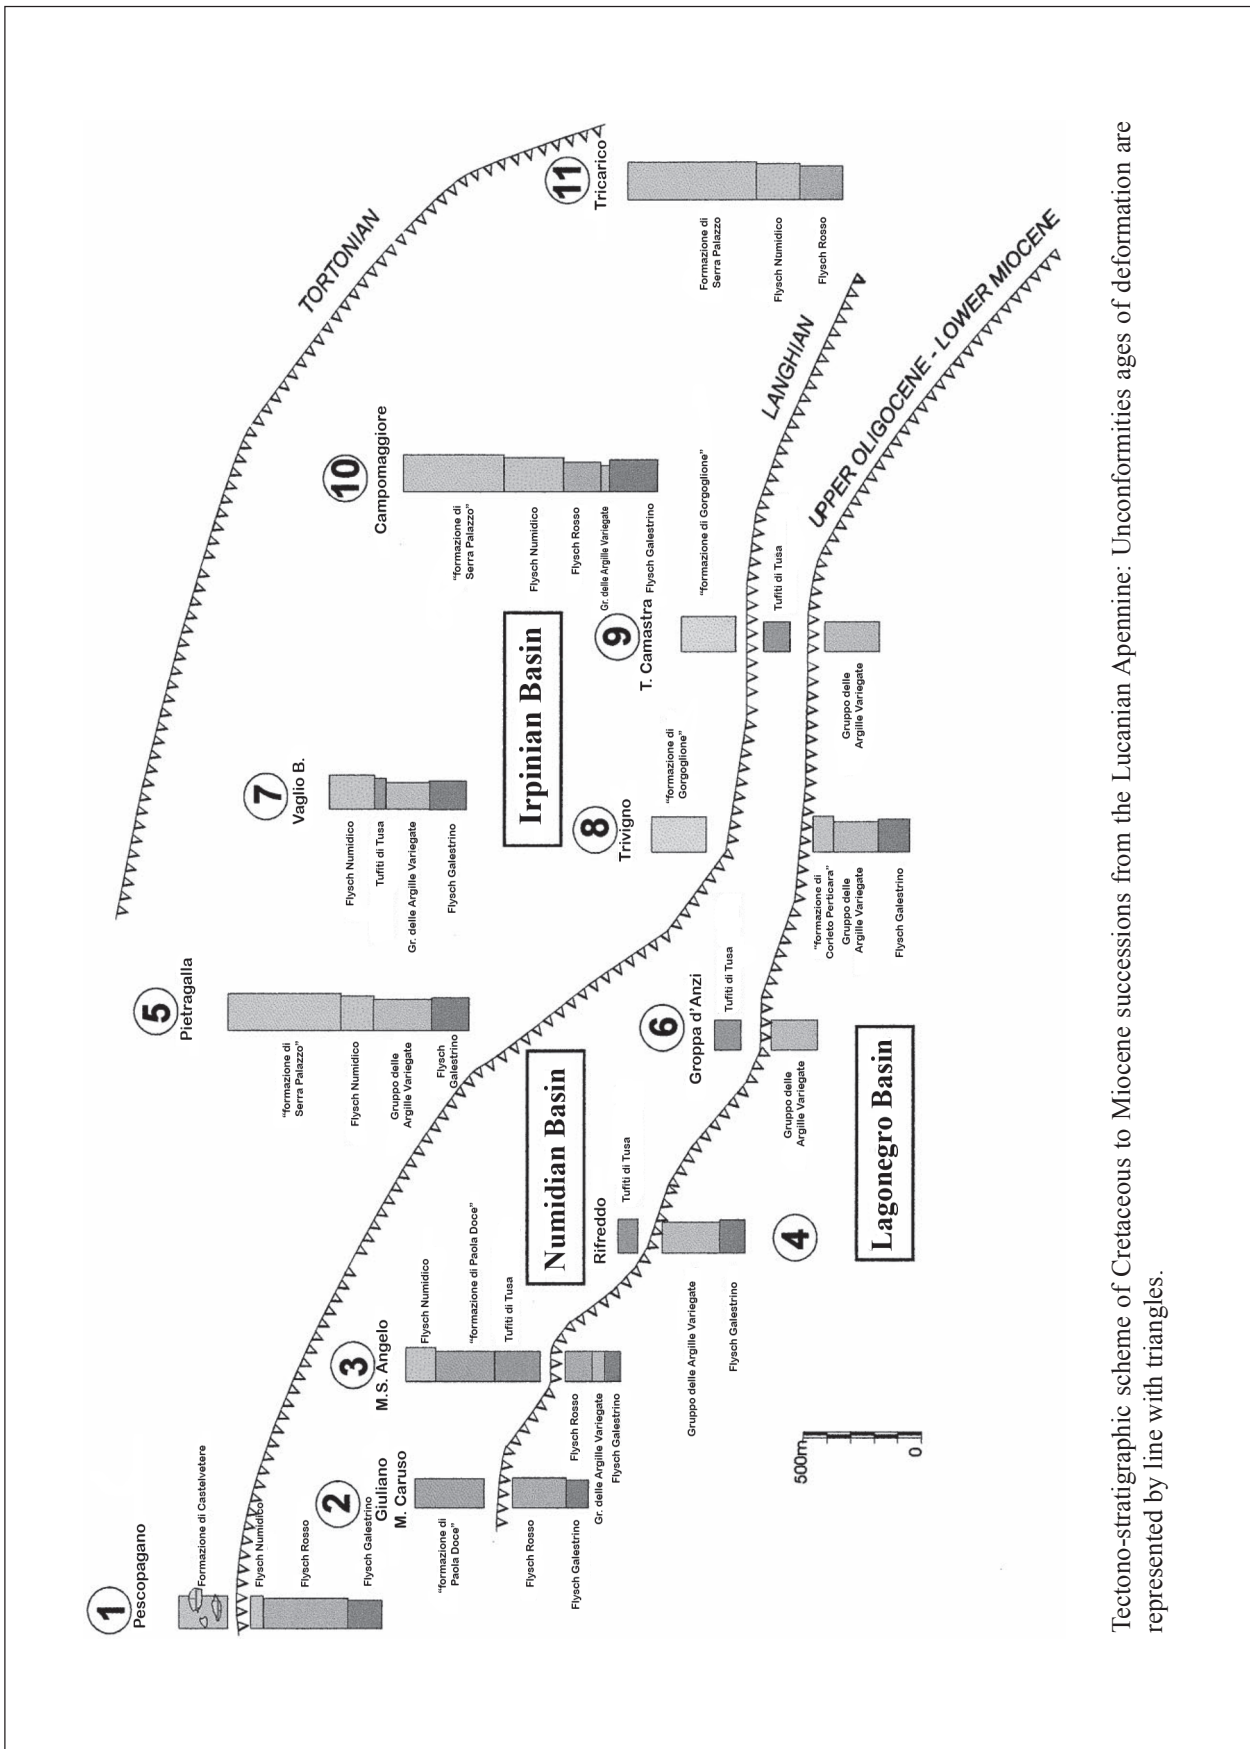 1
Pescopagano
Formazione di Castelvetere
Flysch Numidico
Flysch Rosso
Flysch Galestrino
2
Giuliano
M. Caruso
"formazione di
Paola Doce"
Flysch Rosso
Flysch Galestrino
3
M.S. Angelo
Flysch Numidico
"formazione di Paola Doce"
Tufiti di Tusa
Flysch Rosso
Gr. delle Argille Variegate
Flysch Galestrino
Rifreddo
Tufiti di Tusa
4
Gruppo delle Argille Variegate
Flysch Galestrino
5
Pietragalla
"formazione di
Serra Palazzo"
Flysch Numidico
Gruppo delle
Argille Variegate
Flysch
Galestrino
6
Groppa d'Anzi
Tufiti di Tusa
Gruppo delle
Argille Variegate
7
Vaglio B.
Flysch Numidico
Tufiti di Tusa
Gr. delle Argille Variegate
Flysch Galestrino
8
Trivigno
"formazione di
Gorgoglione"
"formazione di
Corleto Perticara"
Gruppo delle
Argille Variegate
Flysch Galestrino
9
T. Camastra
"formazione di Gorgoglione"
Tufiti di Tusa
Gruppo delle
Argille Variegate
10
Campomaggiore
"formazione di
Serra Palazzo"
Flysch Numidico
Flysch Rosso
Gr. delle Argille Variegate
Flysch Galestrino
11
Tricarico
Formazione di
Serra Palazzo
Flysch Numidico
Flysch Rosso
TORTONIAN
LANGHIAN
UPPER OLIGOCENE - LOWER MIOCENE
Irpinian Basin
Numidian Basin
Lagonegro Basin
500m
0
Tectono-stratigraphic scheme of Cretaceous to Miocene successions from the Lucanian Apennine: Unconformities ages of deformation are
represented by line with triangles.